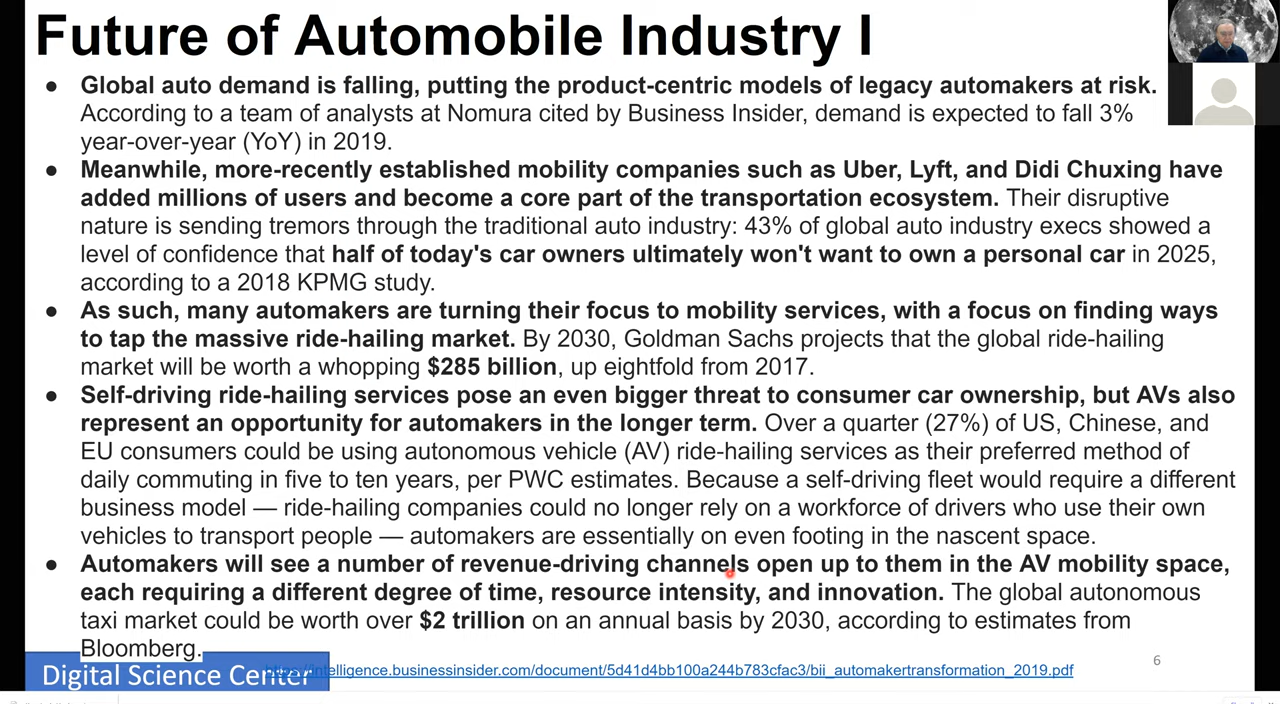 Future of Automobile Industry I
● Global auto demand is falling, putting the product-centric models of legacy automakers at risk.
According to a team of analysts at Nomura cited by Business Insider, demand is expected to fall 3%
year-over-year (YoY) in 2019.
● Meanwhile, more-recently established mobility companies such as Uber, Lyft, and Didi Chuxing have
added millions of users and become a core part of the transportation ecosystem. Their disruptive
nature is sending tremors through the traditional auto industry: 43% of global auto industry execs showed a
level of confidence that half of today's car owners ultimately won't want to own a personal car in 2025,
according to a 2018 KPMG study.
● As such, many automakers are turning their focus to mobility services, with a focus on finding ways
to tap the massive ride-hailing market. By 2030, Goldman Sachs projects that the global ride-hailing
market will be worth a whopping $285 billion, up eightfold from 2017.
● Self-driving ride-hailing services pose an even bigger threat to consumer car ownership, but AVs also
represent an opportunity for automakers in the longer term. Over a quarter (27%) of US, Chinese, and
EU consumers could be using autonomous vehicle (AV) ride-hailing services as their preferred method of
daily commuting in five to ten years, per PWC estimates. Because a self-driving fleet would require a different
business model — ride-hailing companies could no longer rely on a workforce of drivers who use their own
vehicles to transport people — automakers are essentially on even footing in the nascent space.
● Automakers will see a number of revenue-driving channels open up to them in the AV mobility space,
each requiring a different degree of time, resource intensity, and innovation. The global autonomous
taxi market could be worth over $2 trillion on an annual basis by 2030, according to estimates from
Bloomberg.
6
https://intelligence.businessinsider.com/document/5d41d4bb100a244b783cfac3/bii_automakertransformation_2019.pdf
Digital Science Center